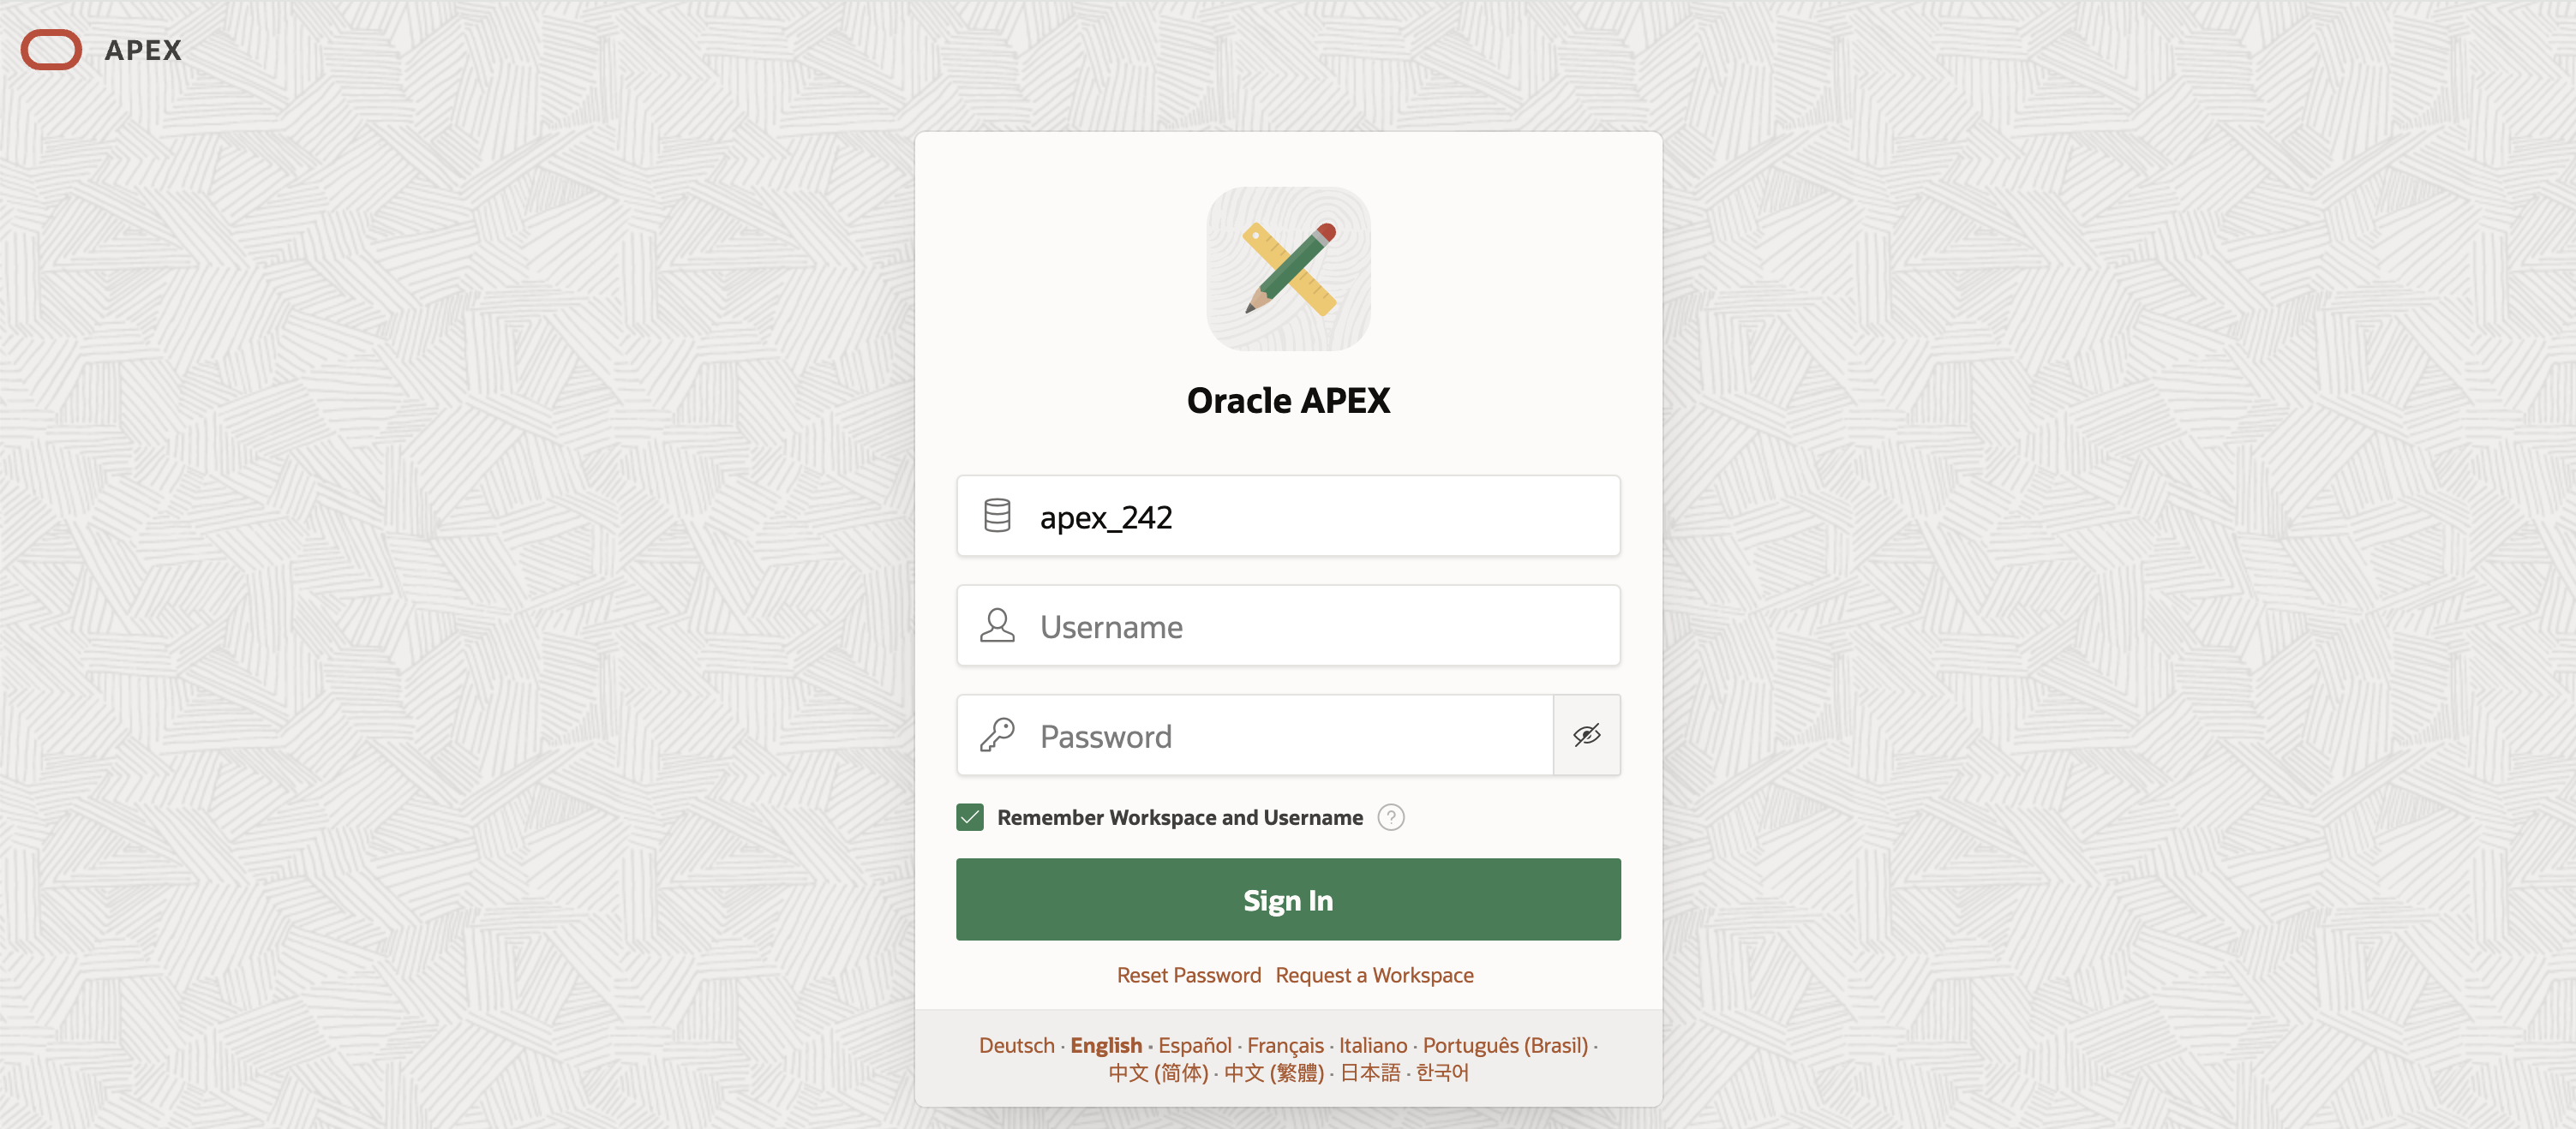 APEX
Oracle APEX
apex_242
Username
Password
Remember Workspace and Username ?
Sign In
Reset Password Request a Workspace
Deutsch · English · Español · Français · Italiano · Português (Brasil) ·
中文 (简体) · 中文 (繁體) · 日本語 · 한국어